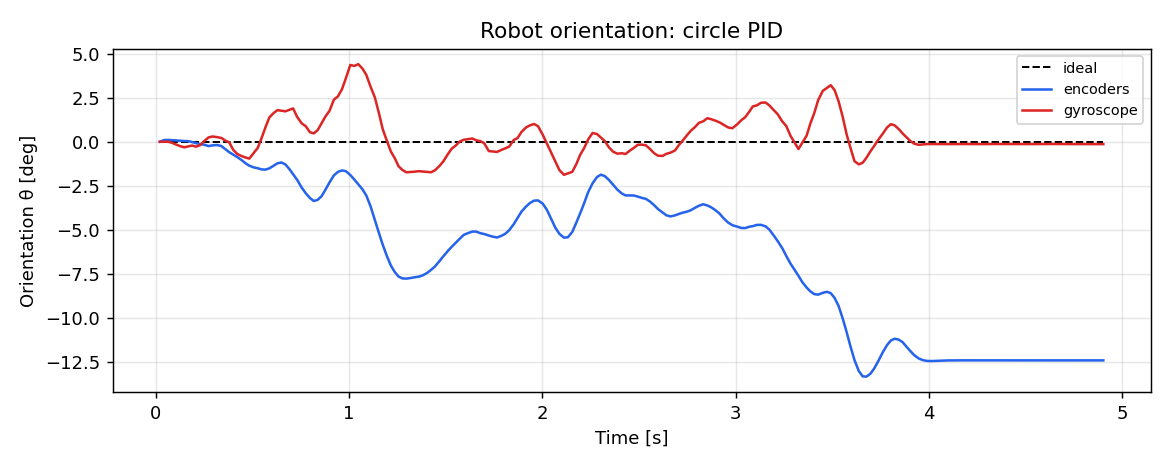 Robot orientation: circle PID
Orientation θ [deg]
5.0
2.5
0.0
−2.5
−5.0
−7.5
−10.0
−12.5
ideal
encoders
gyroscope
0 1 2 3 4 5
Time [s]